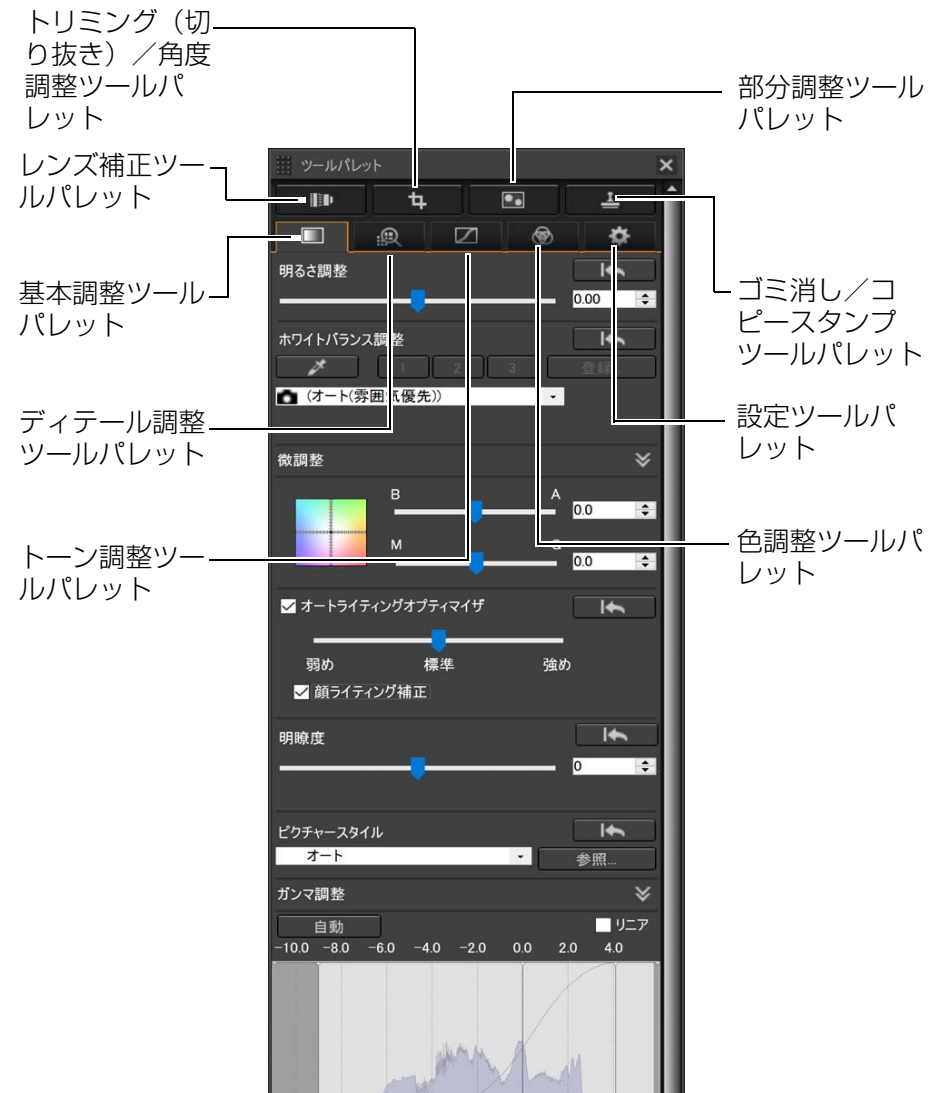 トリミング（切
り抜き）／角度
調整ツールパ
レット
部分調整ツール
パレット
レンズ補正ツー
ルパレット
基本調整ツール
パレット
ゴミ消し／コ
ピースタンプ
ツールパレット
ディテール調整
ツールパレット
設定ツールパ
レット
トーン調整ツー
ルパレット
色調整ツールパ
レット
ツールパレット
明るさ調整
0.00
ホワイトバランス調整
1 2 3 登録
(オート(雰囲気優先))
微調整
B A 0.0
M G 0.0
オートライティングオプティマイザ
弱め 標準 強め
顔ライティング補正
明瞭度
0
ピクチャースタイル
オート 参照...
ガンマ調整
自動 リニア
-10.0 -8.0 -6.0 -4.0 -2.0 0.0 2.0 4.0